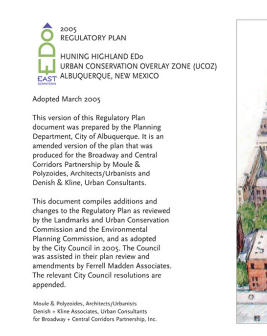 2005
REGULATORY PLAN
EDo
EAST
DOWNTOWN
HUNING HIGHLAND EDo
URBAN CONSERVATION OVERLAY ZONE (UCOZ)
ALBUQUERQUE, NEW MEXICO
Adopted March 2005
This version of this Regulatory Plan
document was prepared by the Planning
Department, City of Albuquerque. It is an
amended version of the plan that was
produced for the Broadway and Central
Corridors Partnership by Moule &
Polyzoides, Architects/Urbanists and
Denish & Kline, Urban Consultants.
This document compiles additions and
changes to the Regulatory Plan as reviewed
by the Landmarks and Urban Conservation
Commission and the Environmental
Planning Commission, and as adopted
by the City Council in 2005. The Council
was assisted in their plan review and
amendments by Ferrell Madden Associates.
The relevant City Council resolutions are
appended.
Moule & Polyzoides, Architects/Urbanists
Denish + Kline Associates, Urban Consultants
for Broadway + Central Corridors Partnership, Inc.